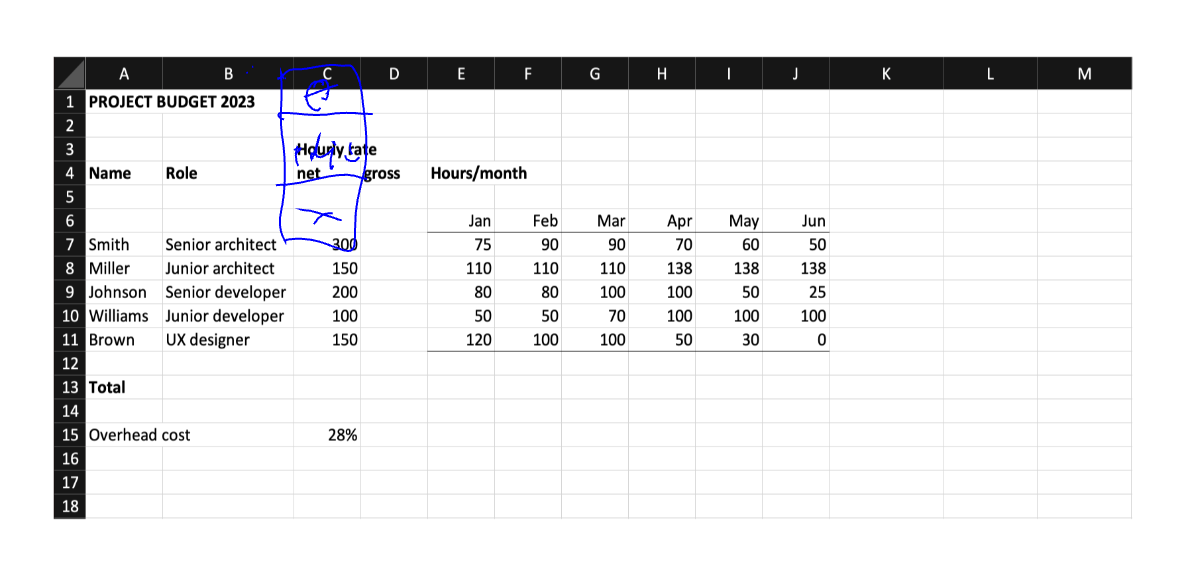 A B C D E F G H I J K L M
1 PROJECT BUDGET 2023
2
3 Hourly rate
4 Name Role net gross Hours/month
5
6 Jan Feb Mar Apr May Jun
7 Smith Senior architect 300 75 90 90 70 60 50
8 Miller Junior architect 150 110 110 110 138 138 138
9 Johnson Senior developer 200 80 80 100 100 50 25
10 Williams Junior developer 100 50 50 70 100 100 100
11 Brown UX designer 150 120 100 100 50 30 0
12
13 Total
14
15 Overhead cost 28%
16
17
18